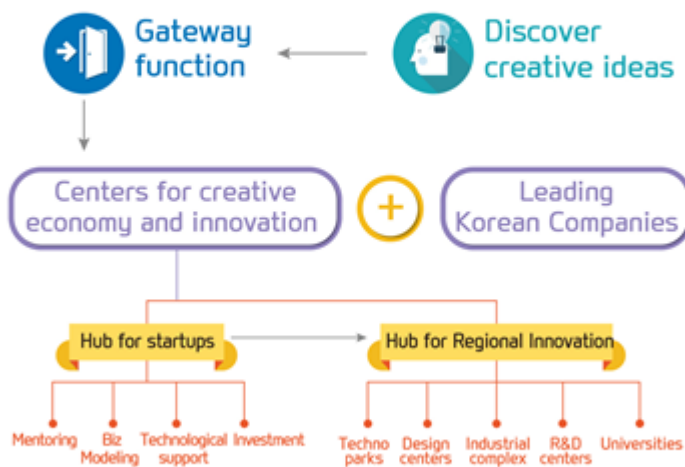 Gateway
function
Discover
creative ideas
Centers for creative
economy and innovation
+
Leading
Korean Companies
Hub for startups
Hub for Regional Innovation
Mentoring
Biz
Modeling
Technological
support
Investment
Techno
parks
Design
centers
Industrial
complex
R&D
centers
Universities